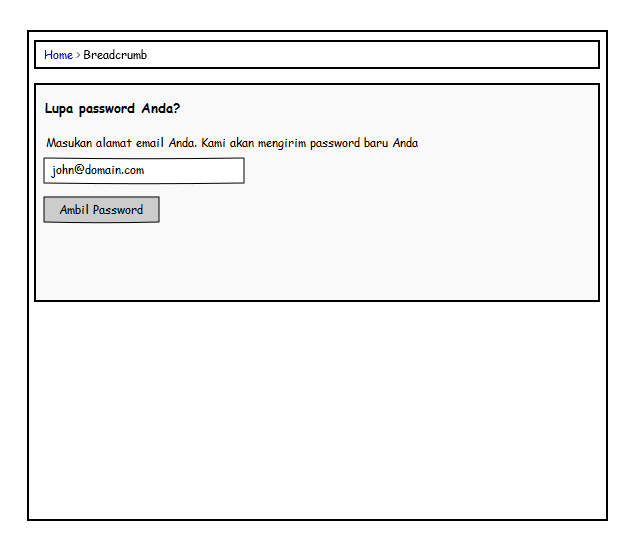 Home > Breadcrumb
Lupa password Anda?
Masukan alamat email Anda. Kami akan mengirim password baru Anda
john@domain.com
Ambil Password